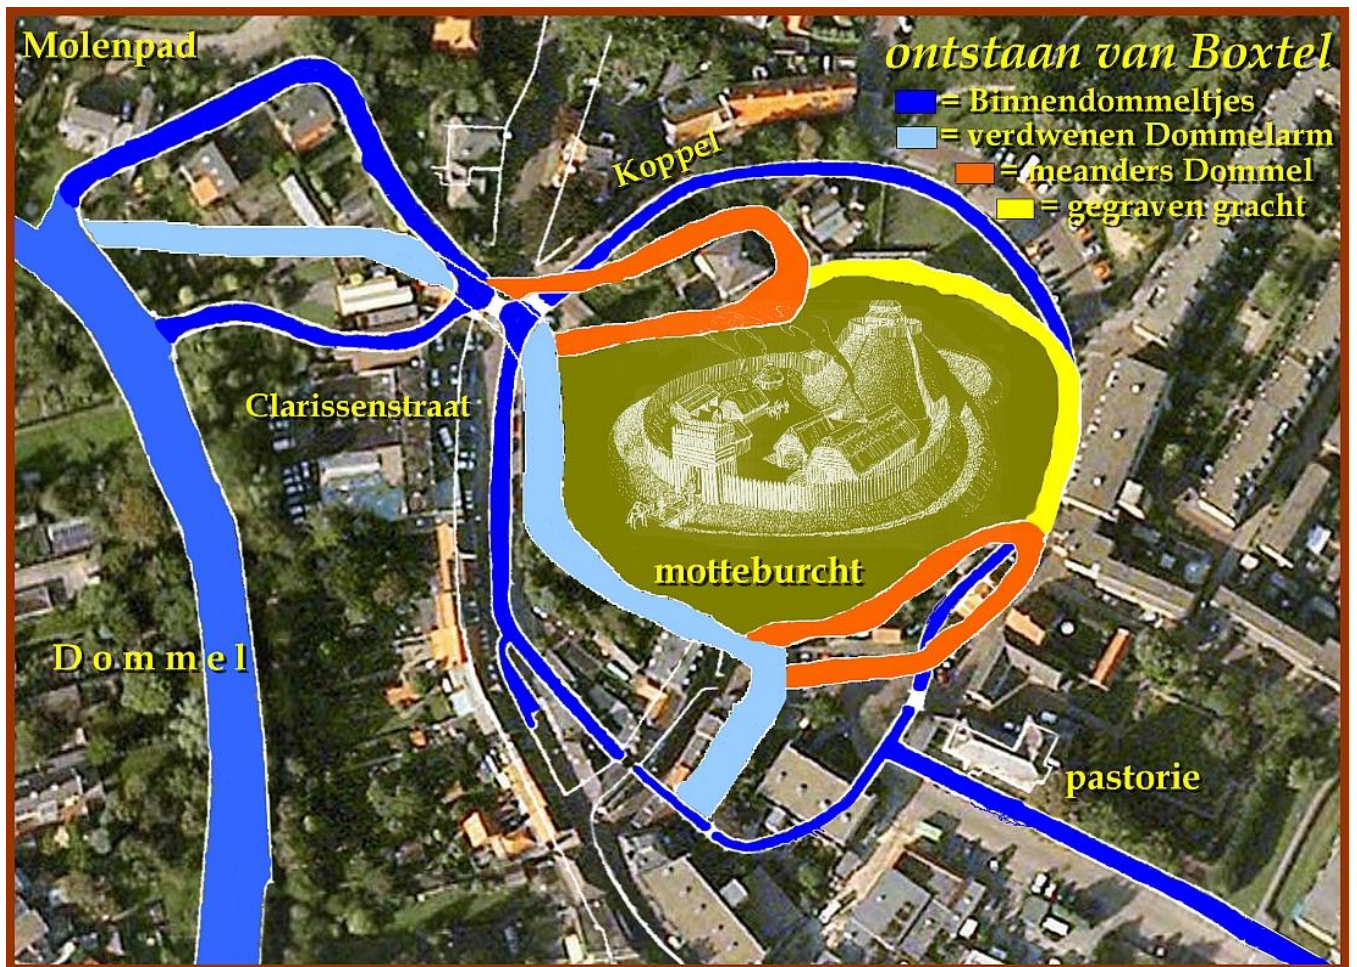 Molenpad
ontstaan van Boxtel
= Binnendommeltjes
= verdwenen Dommelarm
= meanders Dommel
= gegraven gracht
Koppel
Clarissenstraat
motteburcht
Dommel
pastorie